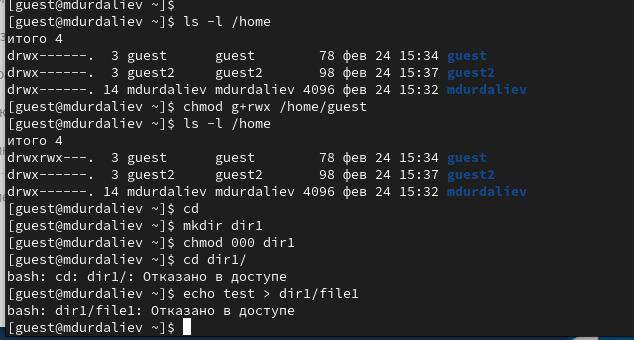 [guest@mdurdaliev ~]$
[guest@mdurdaliev ~]$ ls -l /home
итого 4
drwx------.  3 guest      guest        78 фев 24 15:34 guest
drwx------.  3 guest2     guest2       98 фев 24 15:37 guest2
drwx------. 14 mdurdaliev mdurdaliev 4096 фев 24 15:32 mdurdaliev
[guest@mdurdaliev ~]$ chmod g+rwx /home/guest
[guest@mdurdaliev ~]$ ls -l /home
итого 4
drwxrwx---.  3 guest      guest        78 фев 24 15:34 guest
drwx------.  3 guest2     guest2       98 фев 24 15:37 guest2
drwx------. 14 mdurdaliev mdurdaliev 4096 фев 24 15:32 mdurdaliev
[guest@mdurdaliev ~]$ cd
[guest@mdurdaliev ~]$ mkdir dir1
[guest@mdurdaliev ~]$ chmod 000 dir1
[guest@mdurdaliev ~]$ cd dir1/
bash: cd: dir1/: Отказано в доступе
[guest@mdurdaliev ~]$ echo test > dir1/file1
bash: dir1/file1: Отказано в доступе
[guest@mdurdaliev ~]$